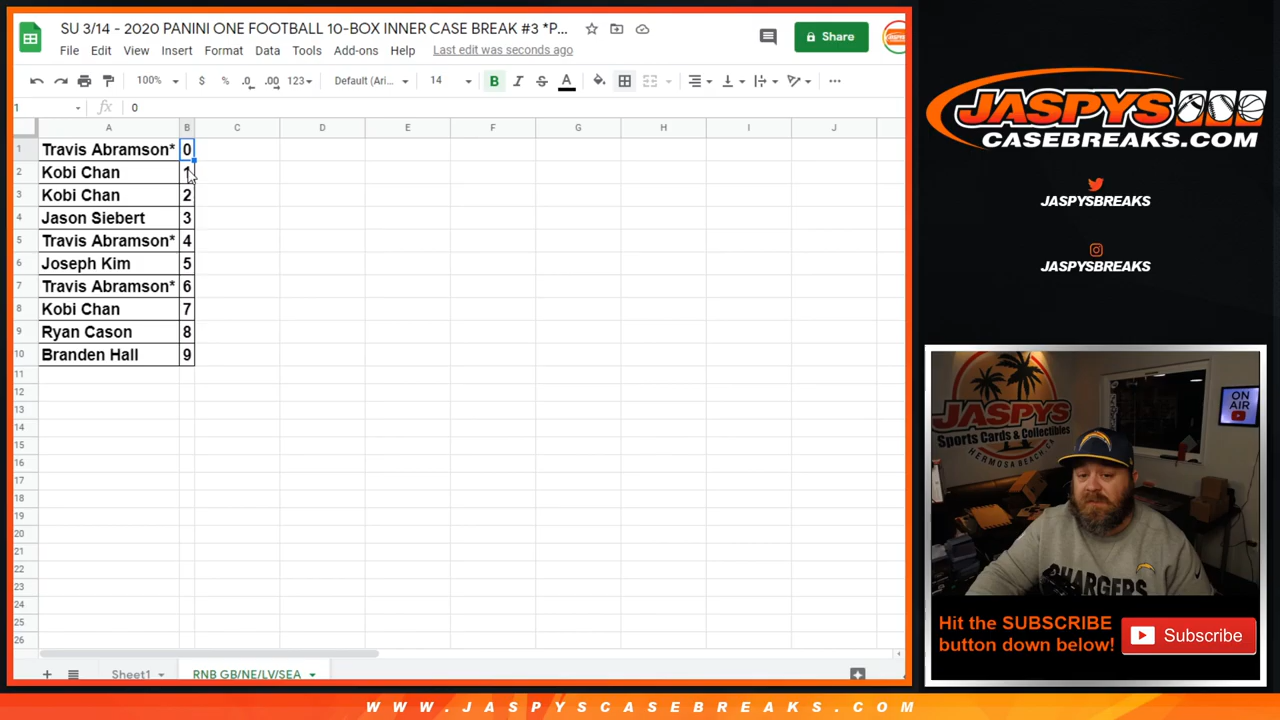 SU 3/14 - 2020 PANINI ONE FOOTBALL 10-BOX INNER CASE BREAK #3 *P...
File Edit View Insert Format Data Tools Add-ons Help Last edit was seconds ago
Share
100% $ % .0 .00 123 Default (Ari... 14 B I S A
1 fx 0
A B C D E F G H I J
1 Travis Abramson* 0
2 Kobi Chan 1
3 Kobi Chan 2
4 Jason Siebert 3
5 Travis Abramson* 4
6 Joseph Kim 5
7 Travis Abramson* 6
8 Kobi Chan 7
9 Ryan Cason 8
10 Branden Hall 9
11
12
13
14
15
16
17
18
19
20
21
22
23
24
25
26
Sheet1 RNB GB/NE/LV/SEA
JASPYS
CASEBREAKS.COM
JASPYSBREAKS
JASPYSBREAKS
JASPYS
Sports Cards & Collectibles
HERMOSA BEACH, CA
ON
AIR
CHARGERS
Hit the SUBSCRIBE
button down below!
Subscribe
WWW.JASPYSCASEBREAKS.COM